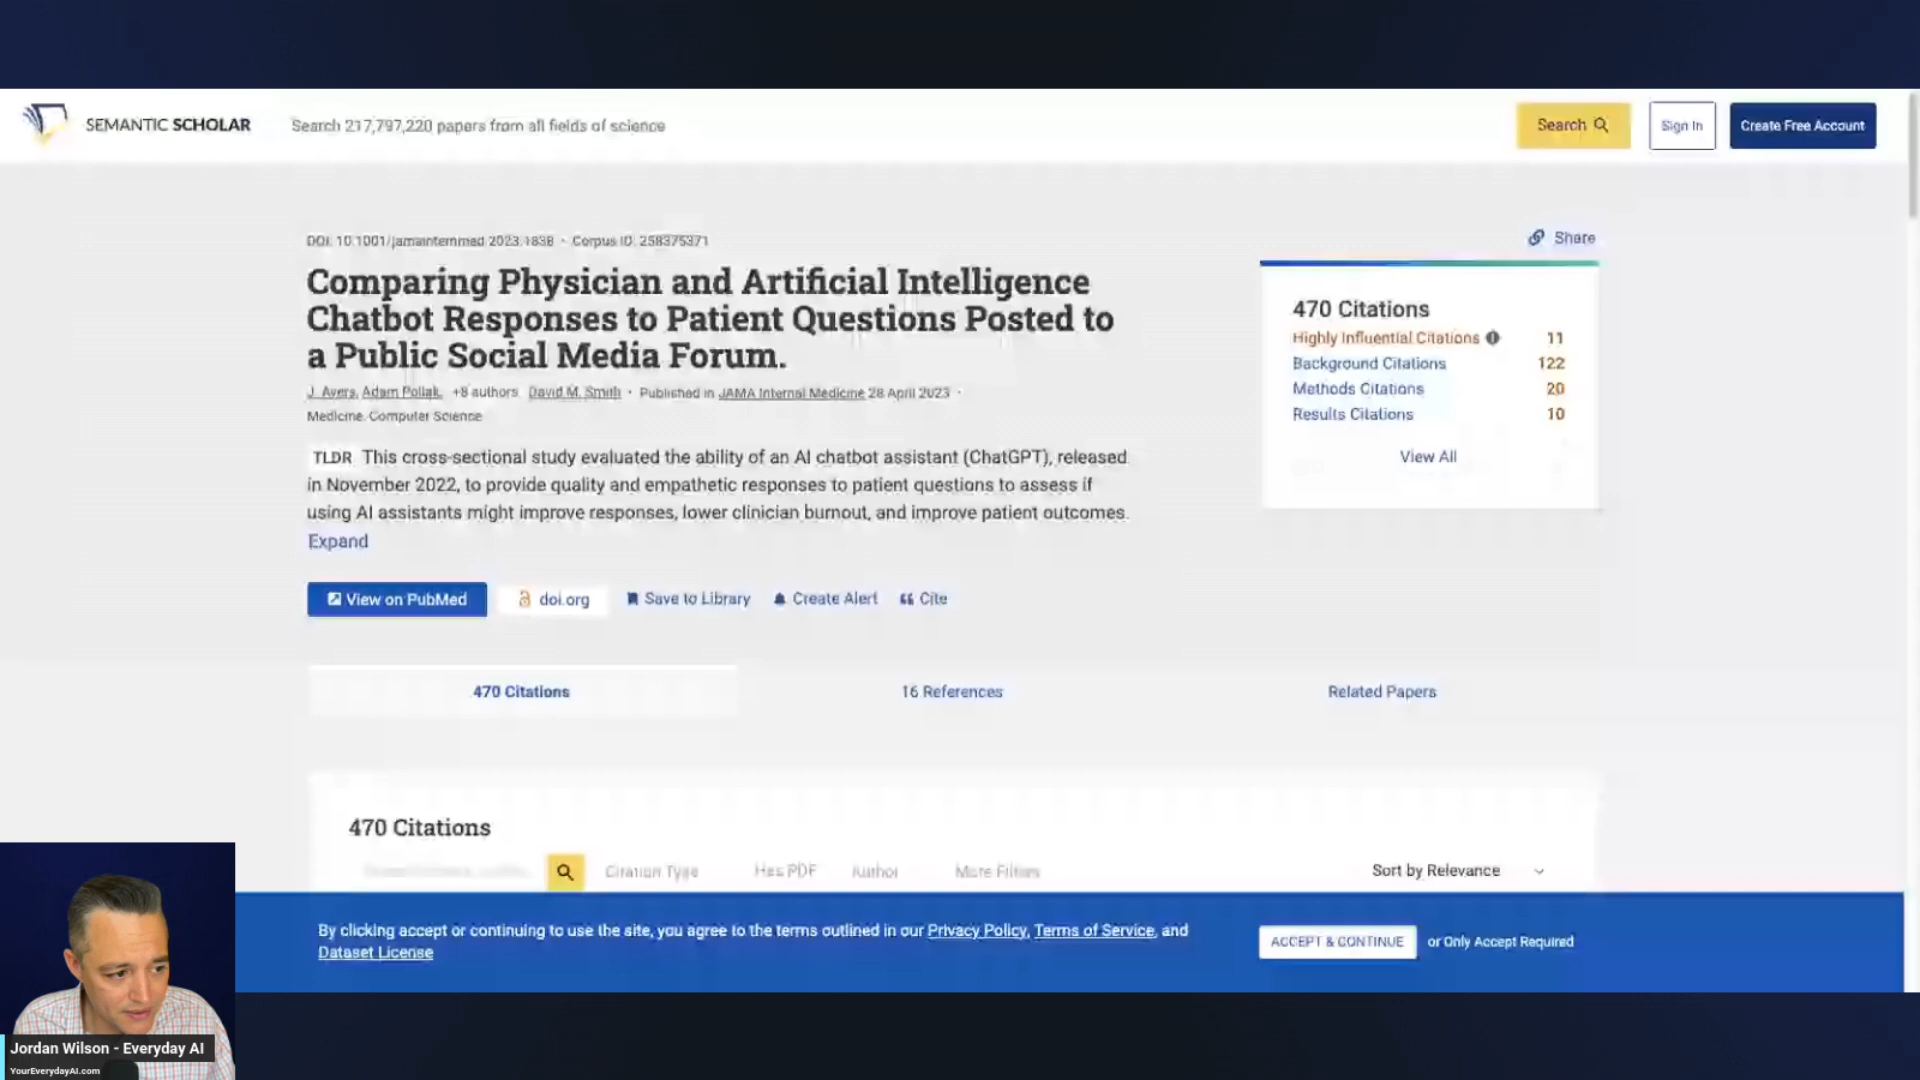 SEMANTIC SCHOLAR
Search 217,797,220 papers from all fields of science
Search
Sign In
Create Free Account
DOI: 10.1001/jamainternmed.2023.1838 · Corpus ID: 258375371
Share
Comparing Physician and Artificial Intelligence
Chatbot Responses to Patient Questions Posted to
a Public Social Media Forum.
J. Ayers, Adam Poliak, +8 authors David M. Smith · Published in JAMA Internal Medicine 28 April 2023 ·
Medicine, Computer Science
TLDR This cross-sectional study evaluated the ability of an AI chatbot assistant (ChatGPT), released
in November 2022, to provide quality and empathetic responses to patient questions to assess if
using AI assistants might improve responses, lower clinician burnout, and improve patient outcomes.
Expand
470 Citations
Highly Influential Citations 11
Background Citations 122
Methods Citations 20
Results Citations 10
View All
View on PubMed
doi.org
Save to Library
Create Alert
Cite
470 Citations
16 References
Related Papers
470 Citations
Citation Type
Has PDF
Author
More Filters
Sort by Relevance
By clicking accept or continuing to use the site, you agree to the terms outlined in our Privacy Policy, Terms of Service, and
Dataset License
ACCEPT & CONTINUE
or Only Accept Required
Jordan Wilson - Everyday AI
YourEverydayAI.com